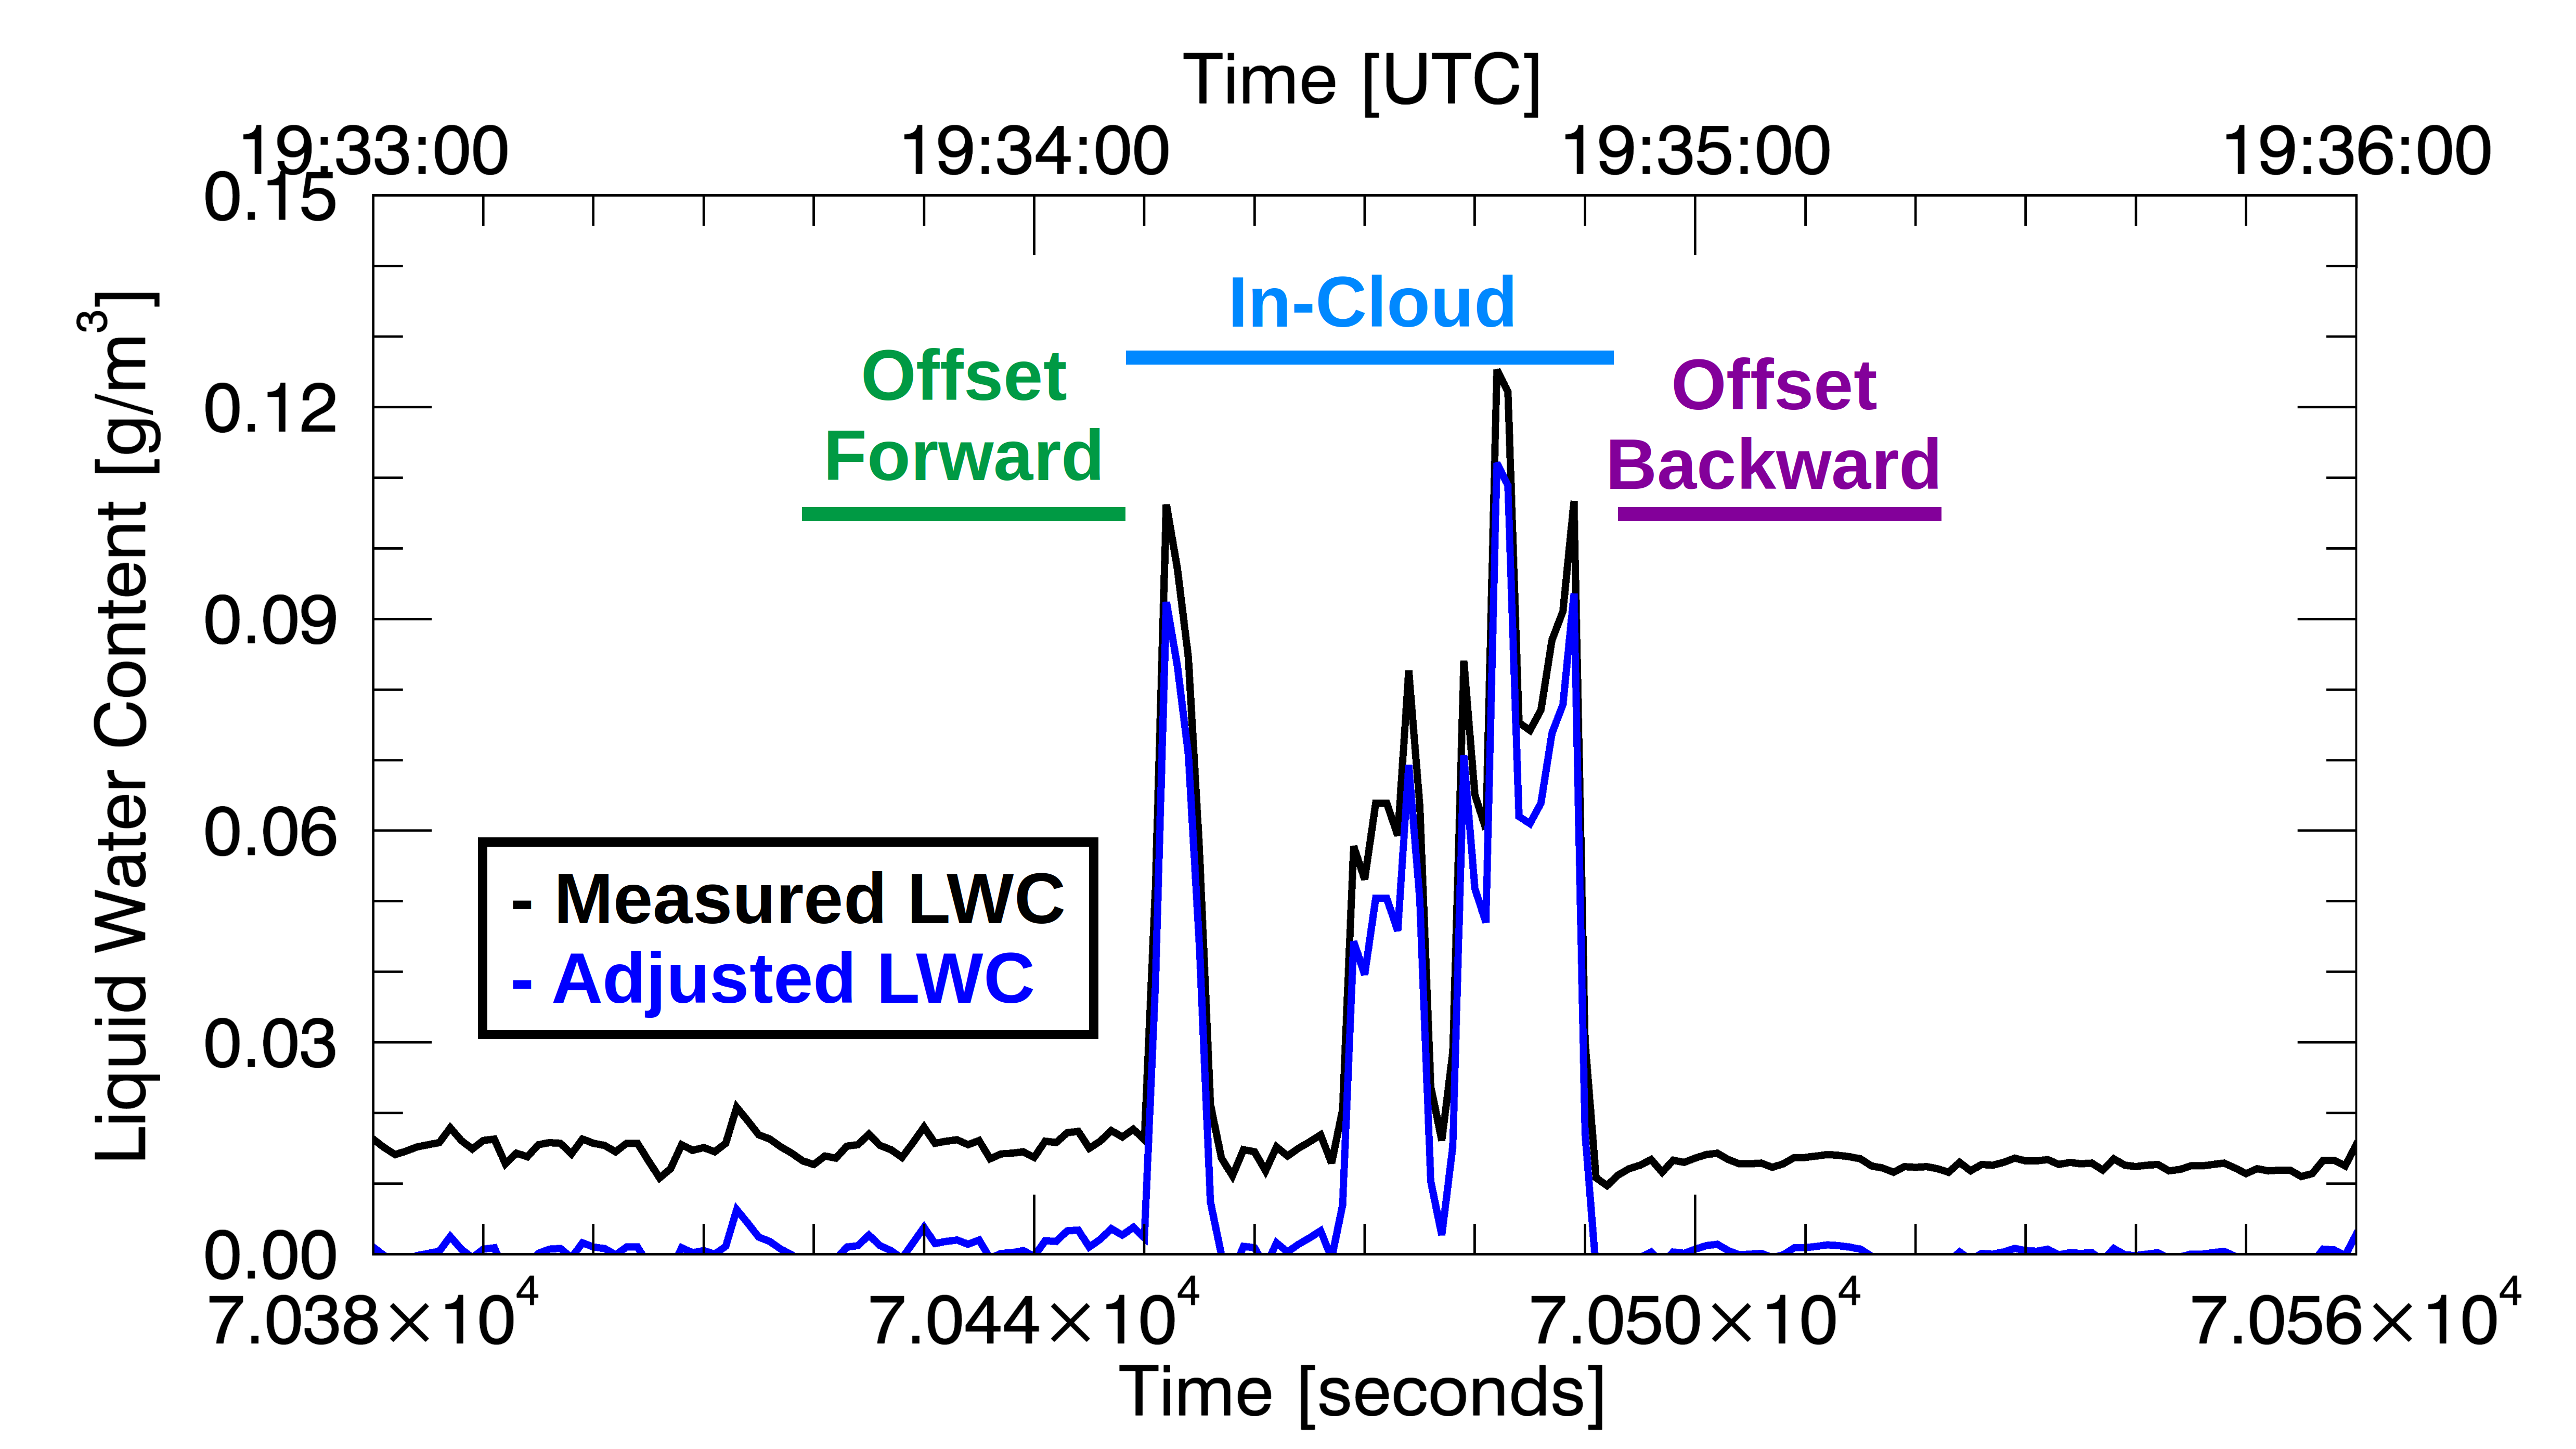 Time [UTC]
19:33:00 19:34:00 19:35:00 19:36:00
0.15
0.12
0.09
0.06
0.03
0.00
Liquid Water Content [g/m³]
In-Cloud
Offset
Forward
Offset
Backward
- Measured LWC
- Adjusted LWC
7.038×10⁴ 7.044×10⁴ 7.050×10⁴ 7.056×10⁴
Time [seconds]